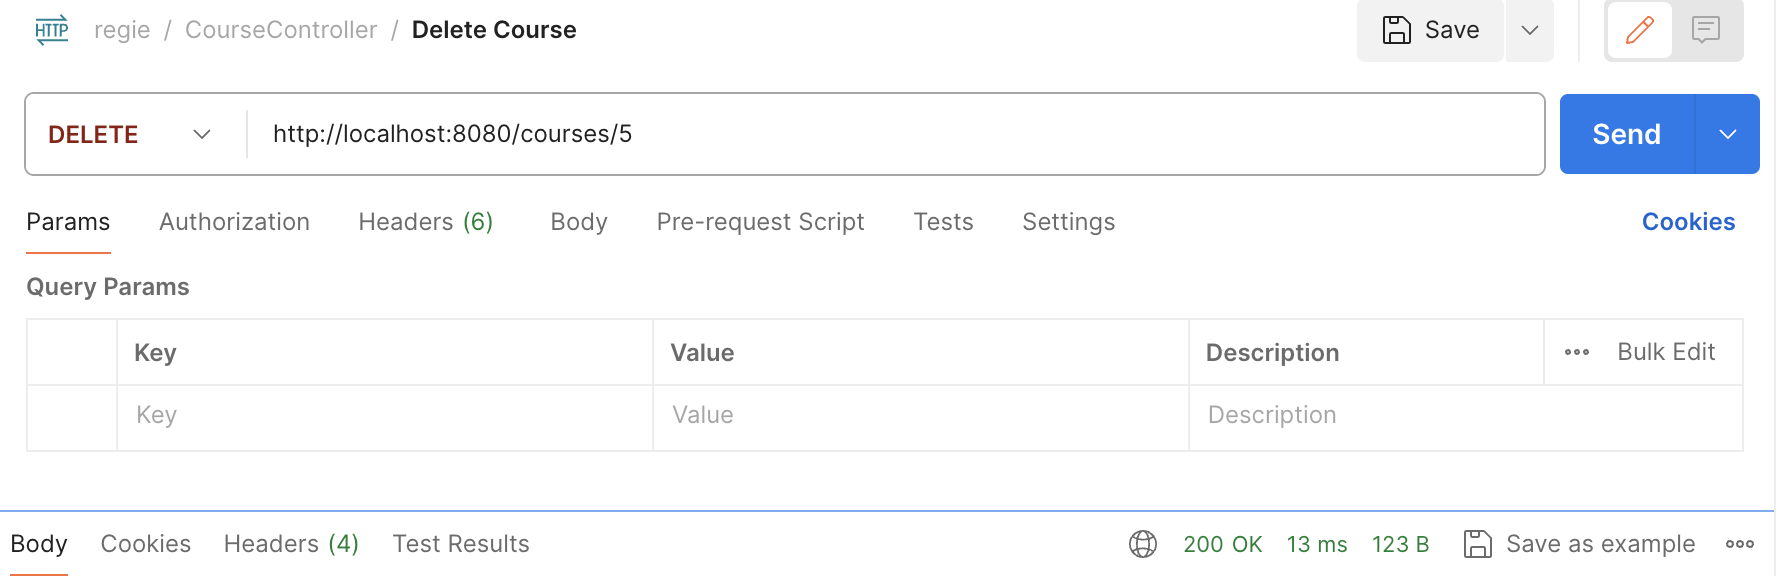 HTTP regie / CourseController / Delete Course Save
DELETE http://localhost:8080/courses/5 Send
Params Authorization Headers (6) Body Pre-request Script Tests Settings Cookies
Query Params
Key Value Description Bulk Edit
Key Value Description
Body Cookies Headers (4) Test Results 200 OK 13 ms 123 B Save as example